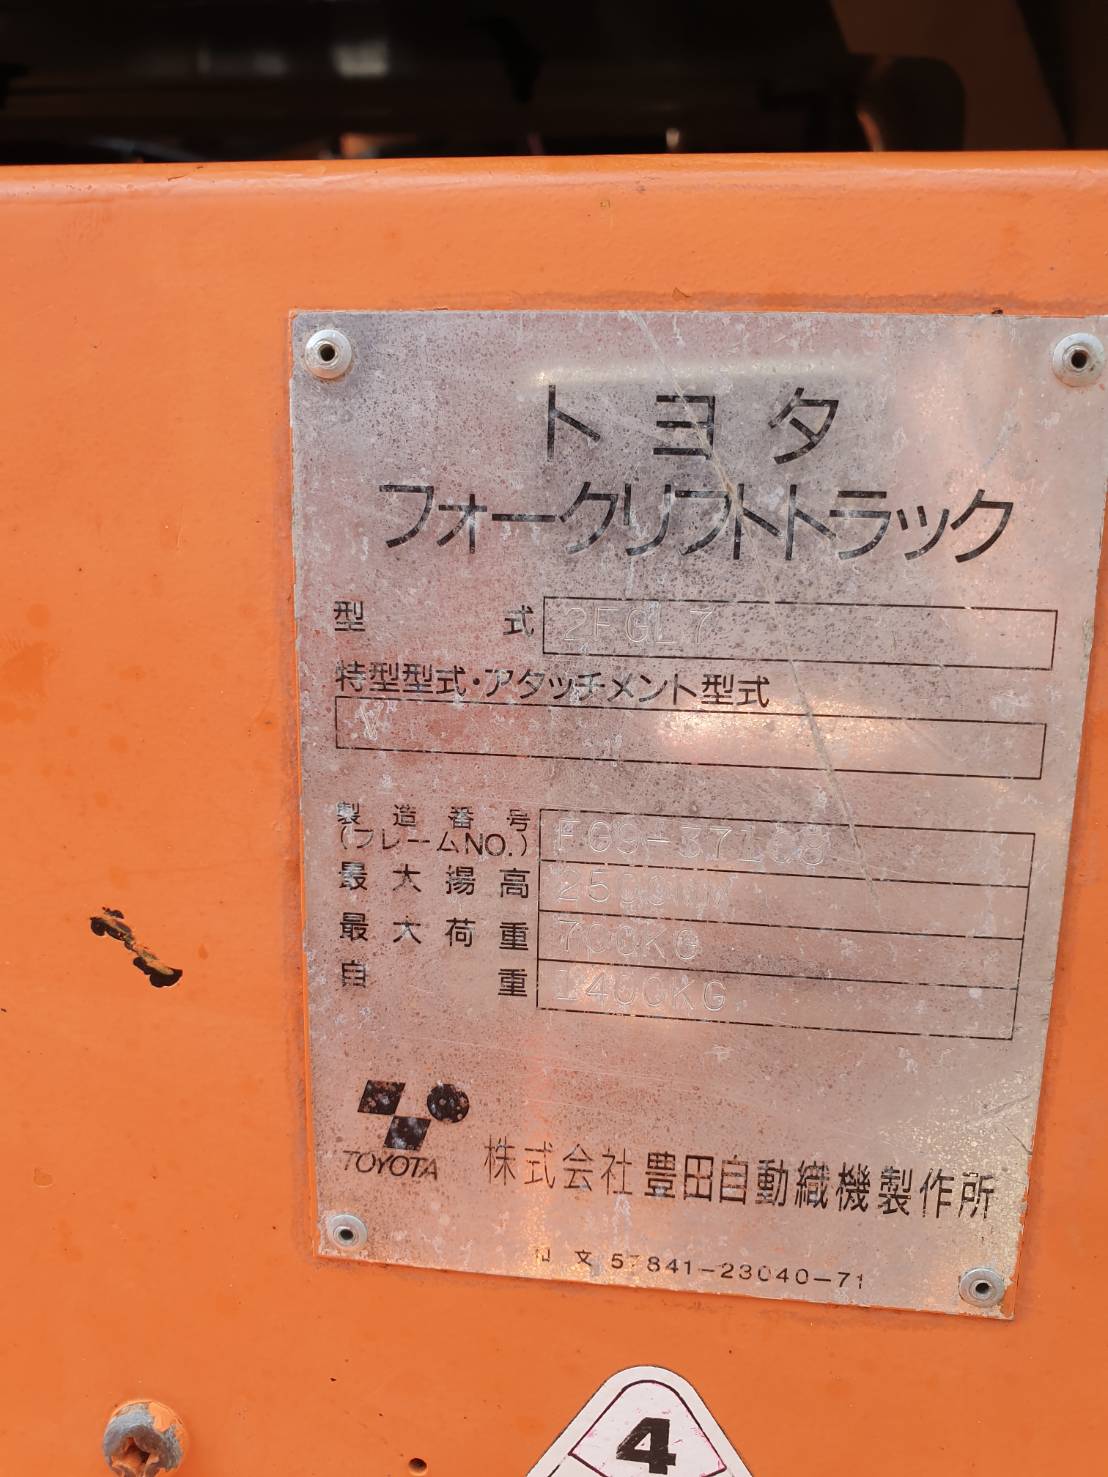 トヨタ
フォークリフトトラック
型 式 2FGL7
特型型式・アタッチメント型式
V
製造番号
(フレームNO.)
最大揚高 2500MM
最大荷重 700KG
自 重 1400KG
TOYOTA 株式会社豊田自動織機製作所
和 文 57841-23040-71
4